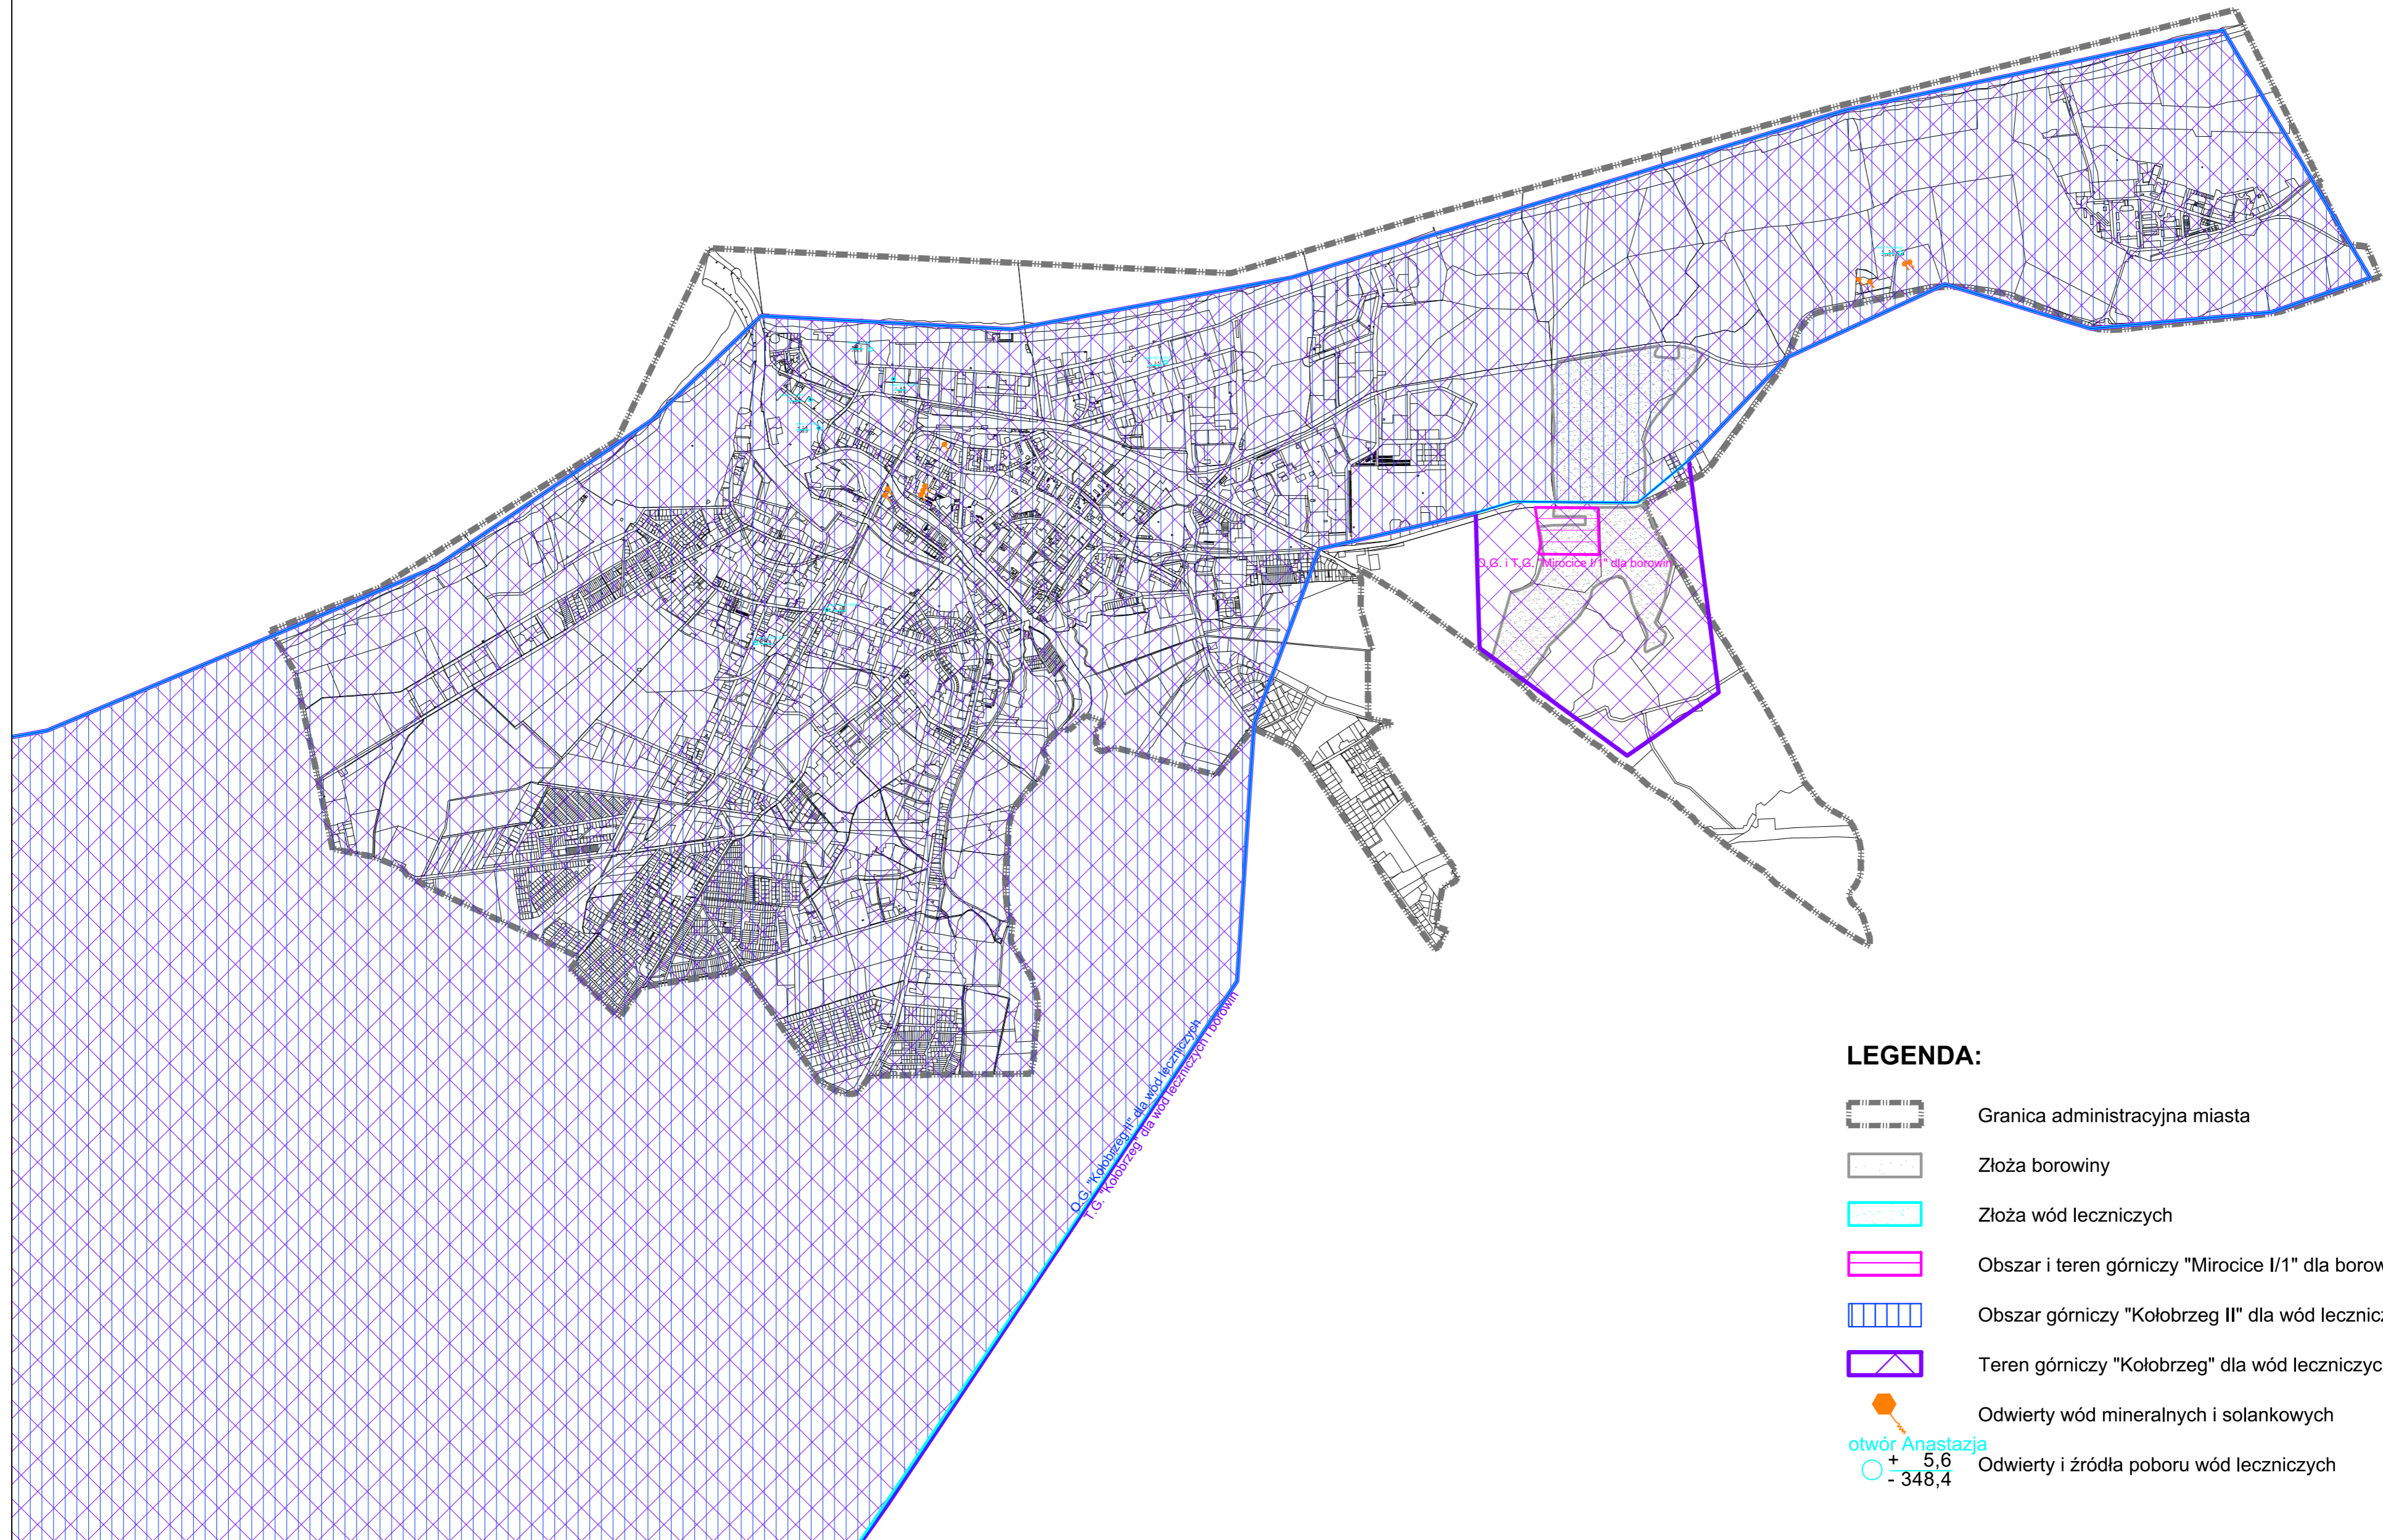 O.G. i T.G. "Mirocice I/1" dla borowin
O.G. "Kołobrzeg II" dla wód leczniczych
T.G. "Kołobrzeg" dla wód leczniczych i borowin
LEGENDA:
Granica administracyjna miasta
Złoża borowiny
Złoża wód leczniczych
Obszar i teren górniczy "Mirocice I/1" dla borow
Obszar górniczy "Kołobrzeg II" dla wód lecznic
Teren górniczy "Kołobrzeg" dla wód leczniczyc
Odwierty wód mineralnych i solankowych
otwór Anastazja
+ 5,6
- 348,4
Odwierty i źródła poboru wód leczniczych